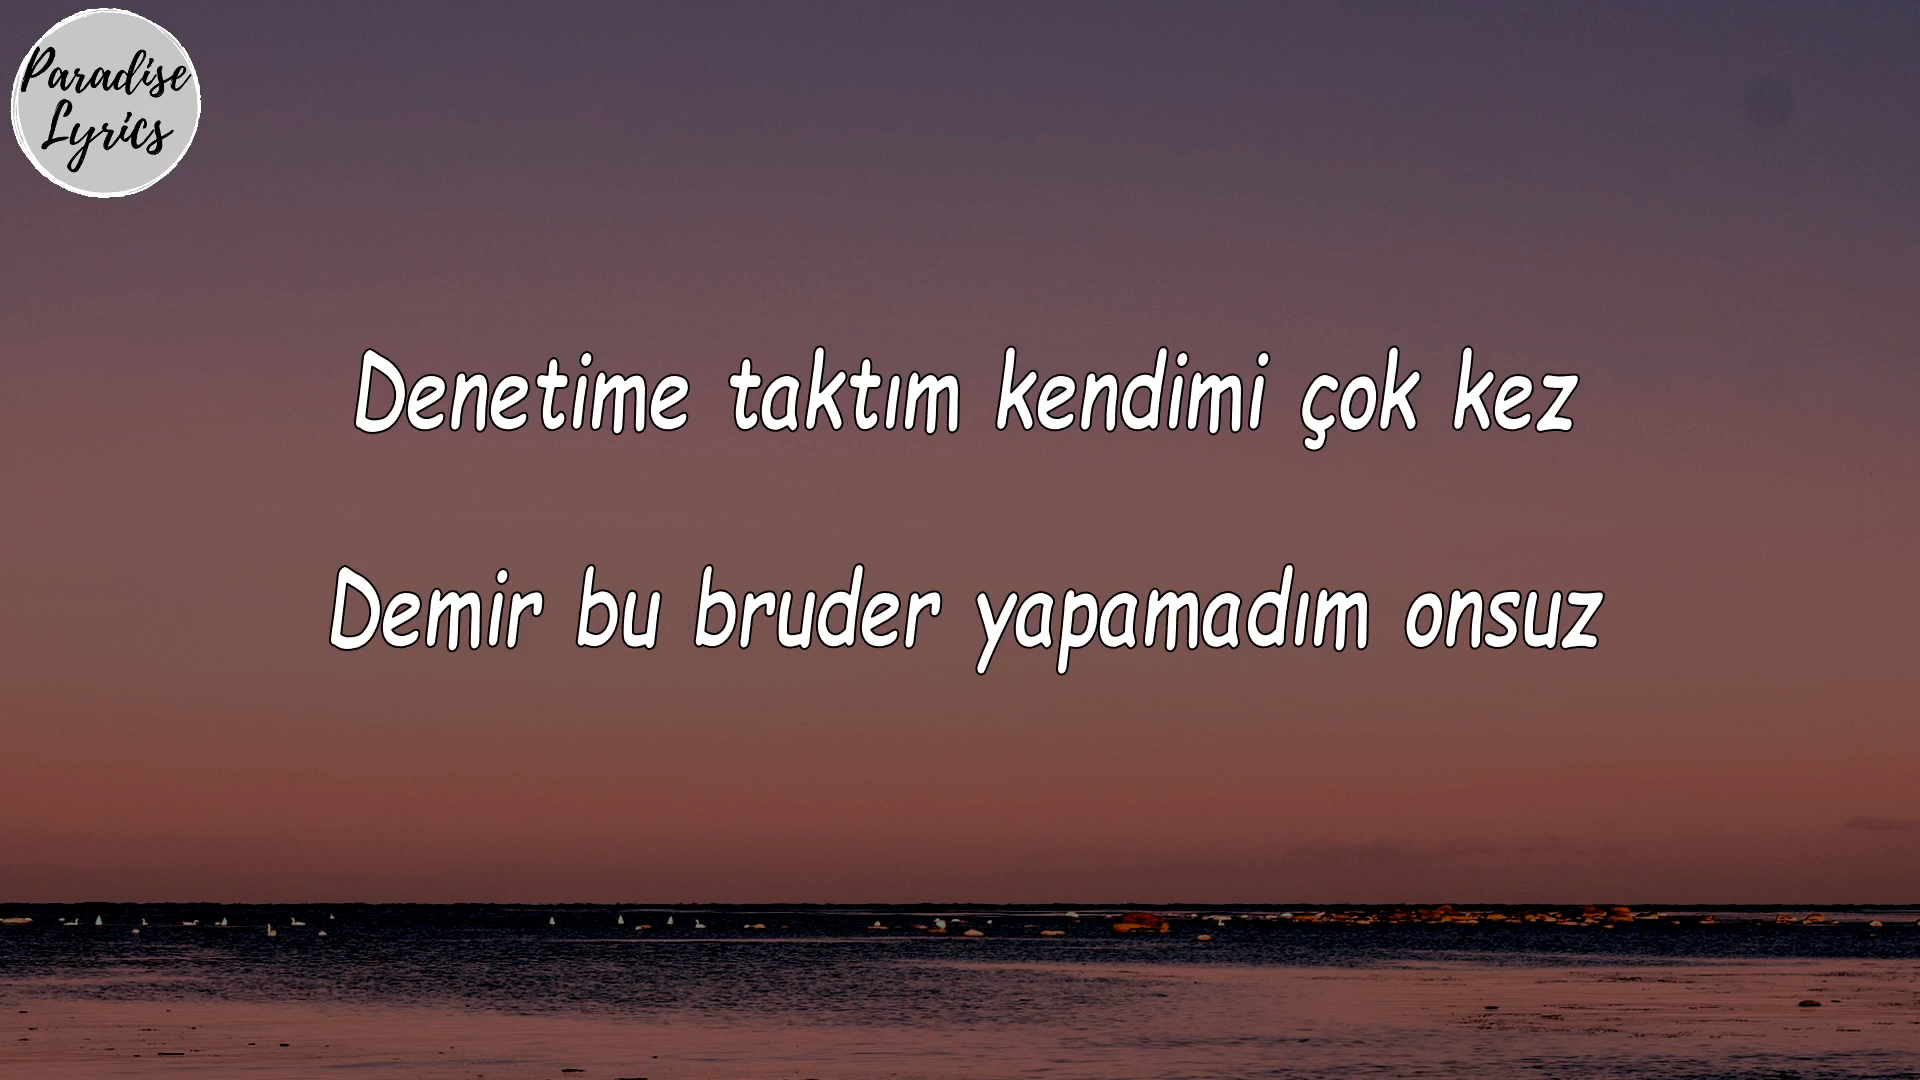 Paradise
Lyrics
Denetime taktım kendimi çok kez
Demir bu bruder yapamadım onsuz